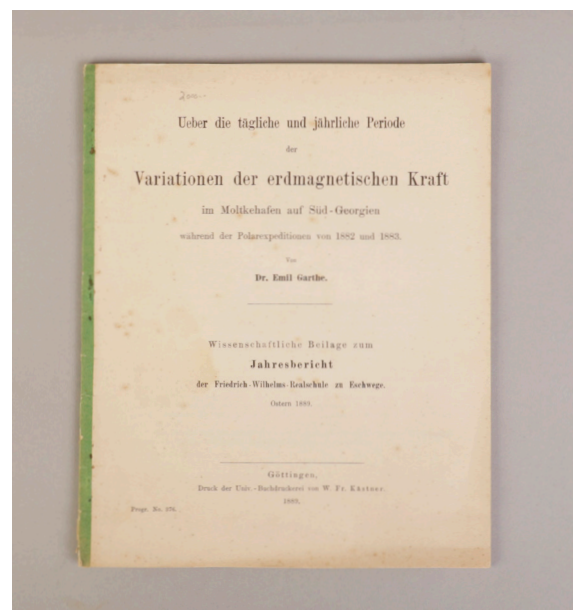 Ueber die tägliche und jährliche Periode
der
Variationen der erdmagnetischen Kraft
im Moltkehafen auf Süd-Georgien
während der Polarexpeditionen von 1882 und 1883.
Von
Dr. Emil Garthe.
Wissenschaftliche Beilage zum
Jahresbericht
der Friedrich-Wilhelms-Realschule zu Eschwege.
Ostern 1889.
Göttingen,
Druck der Univ.-Buchdruckerei von W. Fr. Kästner.
1889.
Progr. No.